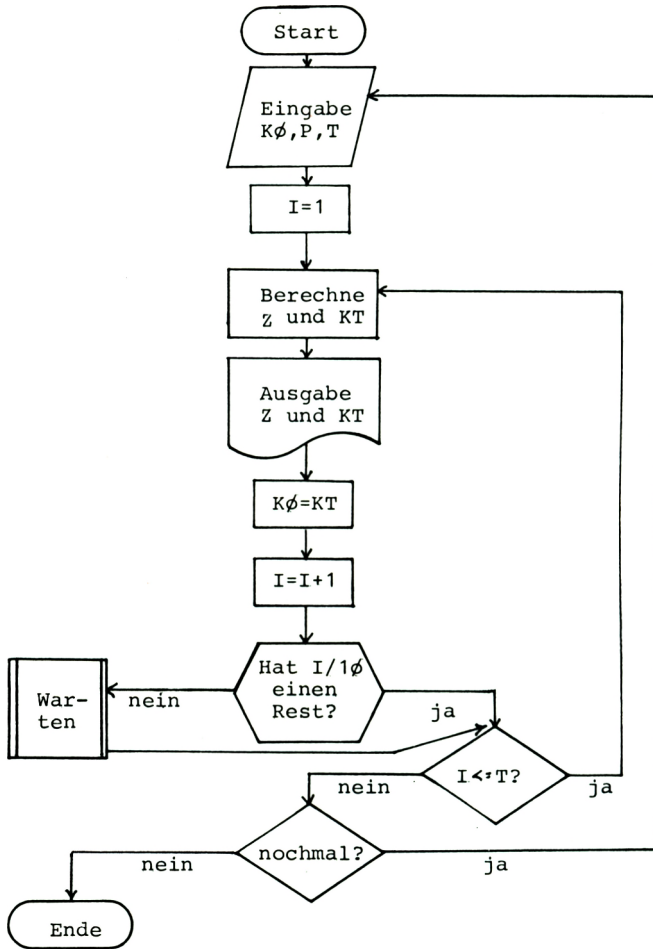 Start
Eingabe
Kø,P,T
I=1
Berechne
Z und KT
Ausgabe
Z und KT
Kø=KT
I=I+1
Hat I/1ø
einen
Rest?
nein
War-
ten
ja
I<=T?
ja
nein
nochmal?
nein
ja
Ende